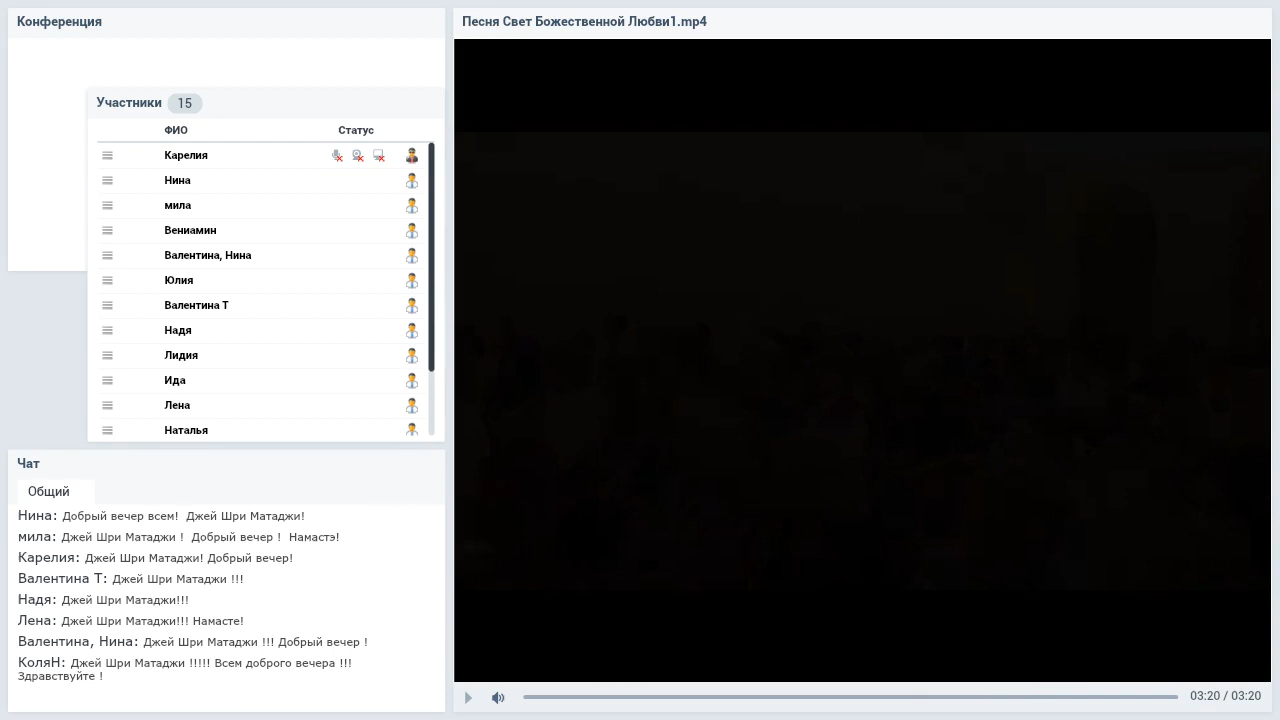 Конференция
Участники 15
ФИО Статус
Карелия
Нина
мила
Вениамин
Валентина, Нина
Юлия
Валентина Т
Надя
Лидия
Ида
Лена
Наталья
Чат
Общий
Нина: Добрый вечер всем!  Джей Шри Матаджи!
мила: Джей Шри Матаджи !  Добрый вечер !  Намастэ!
Карелия: Джей Шри Матаджи! Добрый вечер!
Валентина Т: Джей Шри Матаджи !!!
Надя: Джей Шри Матаджи!!!
Лена: Джей Шри Матаджи!!! Намасте!
Валентина, Нина: Джей Шри Матаджи !!! Добрый вечер !
КоляН: Джей Шри Матаджи !!!!! Всем доброго вечера !!!
Здравствуйте !
Песня Свет Божественной Любви1.mp4
03:20 / 03:20